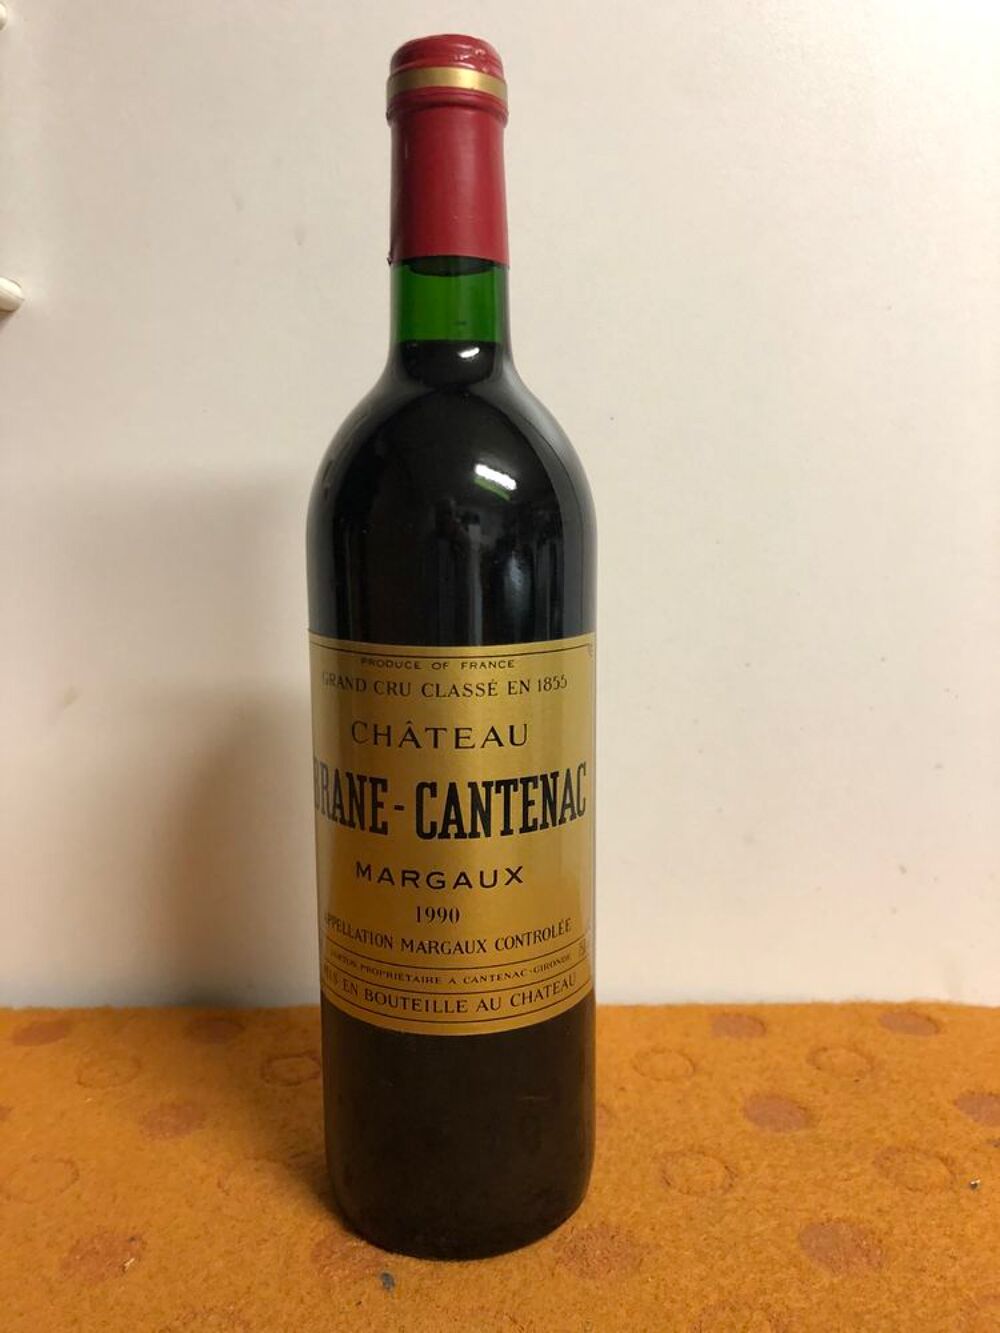 PRODUCE OF FRANCE
GRAND CRU CLASSÉ EN 1855
CHÂTEAU
BRANE-CANTENAC
MARGAUX
1990
APPELLATION MARGAUX CONTROLÉE
PROPRIÉTAIRE A CANTENAC-GIRONDE
MIS EN BOUTEILLE AU CHATEAU